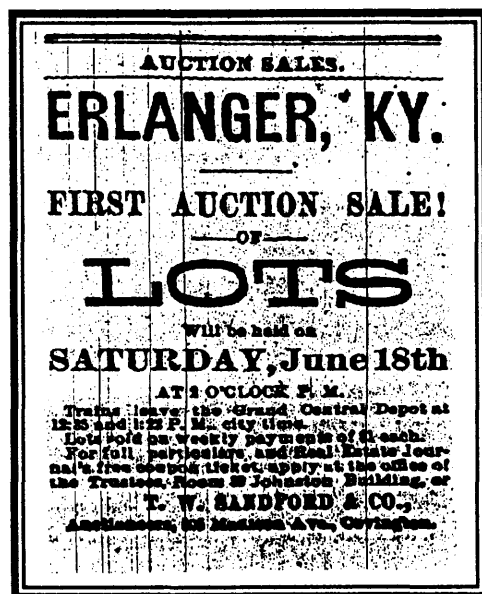 AUCTION SALES.
ERLANGER, KY.
FIRST AUCTION SALE!
OF
LOTS
Will be held on
SATURDAY, June 18th
AT 2 O'CLOCK P. M.
Trains leave the Grand Central Depot at
12:35 and P. M., city time.
Lots sold on weekly payments of $1 each.
For full particulars and Real Estate Jour-
nal's free coupon ticket, apply at the office of
the Trustees, Room Johnston Building, or
T. W. SANDFORD & CO.,
Auctioneers, Madison Ave., Covington.